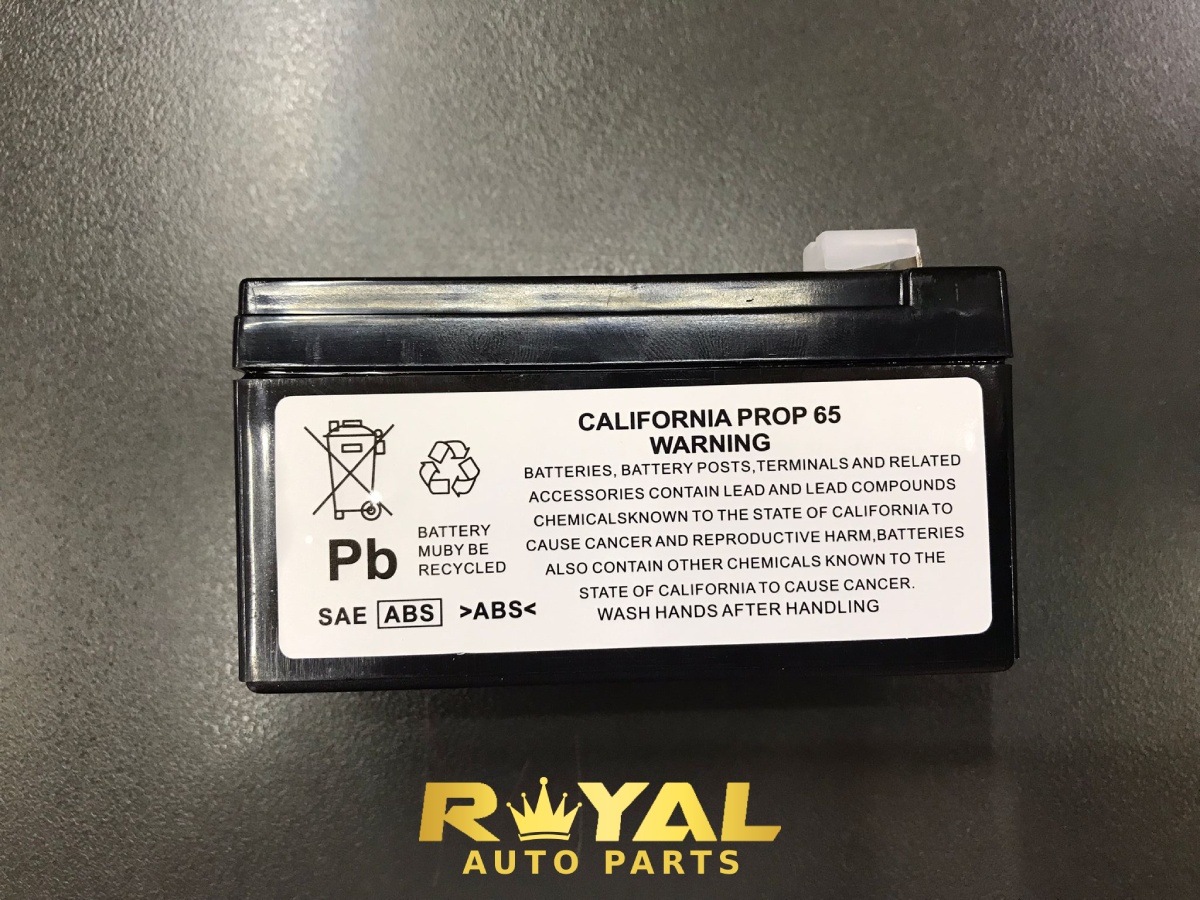 CALIFORNIA PROP 65
WARNING
BATTERIES, BATTERY POSTS,TERMINALS AND RELATED
ACCESSORIES CONTAIN LEAD AND LEAD COMPOUNDS
CHEMICALSKNOWN TO THE STATE OF CALIFORNIA TO
CAUSE CANCER AND REPRODUCTIVE HARM,BATTERIES
ALSO CONTAIN OTHER CHEMICALS KNOWN TO THE
STATE OF CALIFORNIA TO CAUSE CANCER.
WASH HANDS AFTER HANDLING
BATTERY
MUBY BE
RECYCLED
Pb
SAE ABS >ABS<
ROYAL
AUTO PARTS